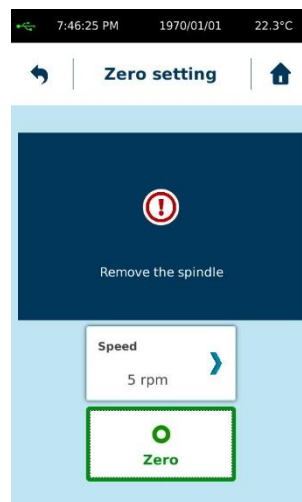 7:46:25 PM 1970/01/01 22.3°C
Zero setting
Remove the spindle
Speed
5 rpm
Zero